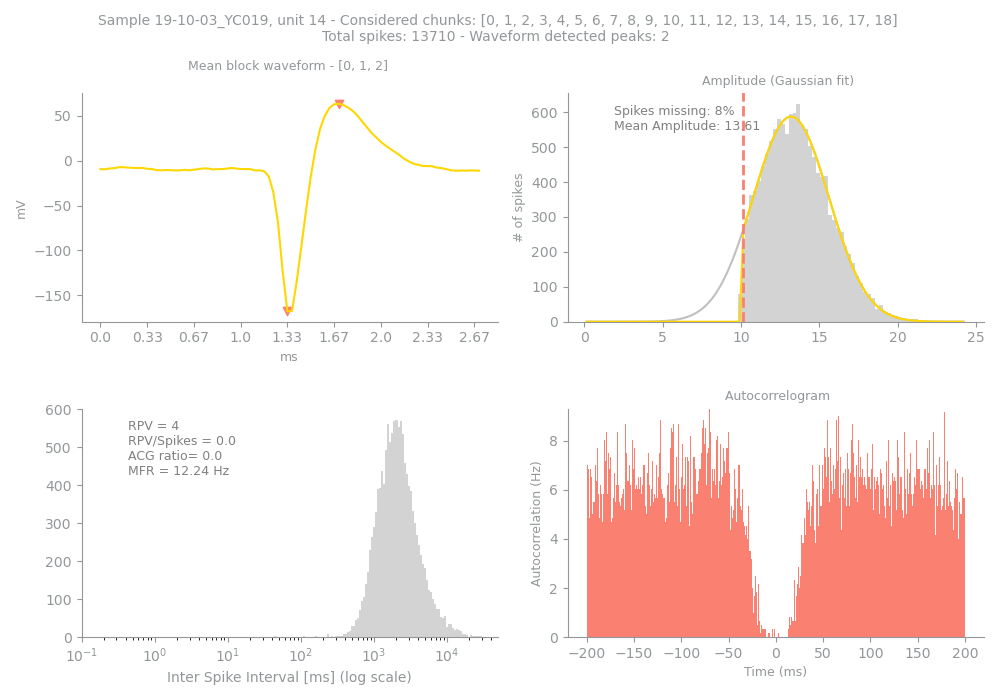 Sample 19-10-03_YC019, unit 14 - Considered chunks: [0, 1, 2, 3, 4, 5, 6, 7, 8, 9, 10, 11, 12, 13, 14, 15, 16, 17, 18]
Total spikes: 13710 - Waveform detected peaks: 2
Mean block waveform - [0, 1, 2]
50
0
−50
−100
−150
mV
0.0 0.33 0.67 1.0 1.33 1.67 2.0 2.33 2.67
ms
Amplitude (Gaussian fit)
Spikes missing: 8%
Mean Amplitude: 13.61
600
500
400
300
200
100
0
# of spikes
0 5 10 15 20 25
RPV = 4
RPV/Spikes = 0.0
ACG ratio= 0.0
MFR = 12.24 Hz
600
500
400
300
200
100
0
10−1 100 101 102 103 104
Inter Spike Interval [ms] (log scale)
Autocorrelogram
8
6
4
2
0
Autocorrelation (Hz)
−200 −150 −100 −50 0 50 100 150 200
Time (ms)